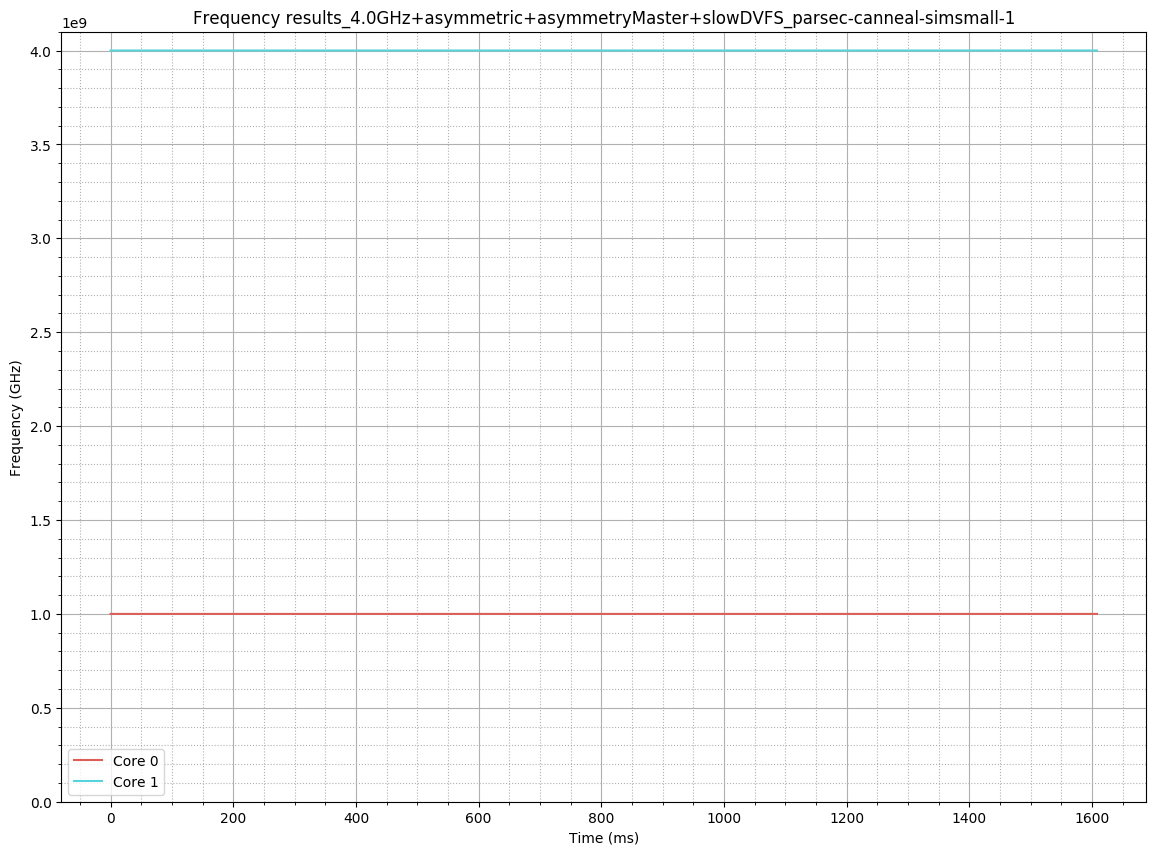 Frequency results_4.0GHz+asymmetric+asymmetryMaster+slowDVFS_parsec-canneal-simsmall-1
1e9
4.0
3.5
3.0
2.5
2.0
1.5
1.0
0.5
0.0
Frequency (GHz)
Core 0
Core 1
0 200 400 600 800 1000 1200 1400 1600
Time (ms)